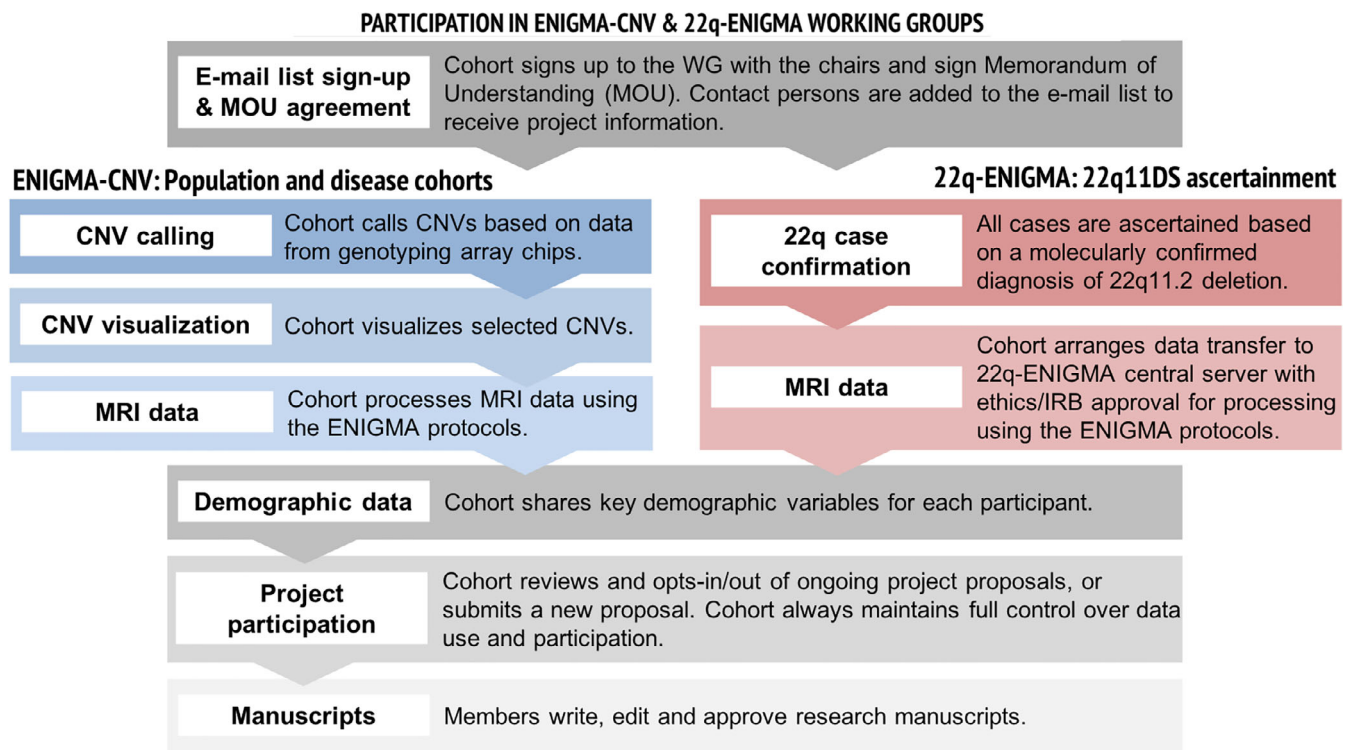 PARTICIPATION IN ENIGMA-CNV & 22q-ENIGMA WORKING GROUPS
E-mail list sign-up
& MOU agreement
Cohort signs up to the WG with the chairs and sign Memorandum of
Understanding (MOU). Contact persons are added to the e-mail list to
receive project information.
ENIGMA-CNV: Population and disease cohorts
CNV calling
Cohort calls CNVs based on data
from genotyping array chips.
CNV visualization
Cohort visualizes selected CNVs.
MRI data
Cohort processes MRI data using
the ENIGMA protocols.
22q-ENIGMA: 22q11DS ascertainment
22q case
confirmation
All cases are ascertained based
on a molecularly confirmed
diagnosis of 22q11.2 deletion.
MRI data
Cohort arranges data transfer to
22q-ENIGMA central server with
ethics/IRB approval for processing
using the ENIGMA protocols.
Demographic data
Cohort shares key demographic variables for each participant.
Project
participation
Cohort reviews and opts-in/out of ongoing project proposals, or
submits a new proposal. Cohort always maintains full control over data
use and participation.
Manuscripts
Members write, edit and approve research manuscripts.